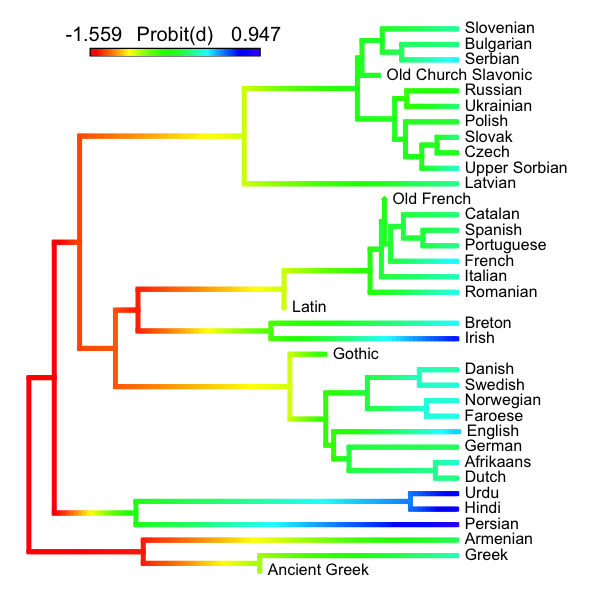 -1.559 Probit(d) 0.947
Slovenian
Bulgarian
Serbian
Old Church Slavonic
Russian
Ukrainian
Polish
Slovak
Czech
Upper Sorbian
Latvian
Old French
Catalan
Spanish
Portuguese
French
Italian
Romanian
Latin
Breton
Irish
Gothic
Danish
Swedish
Norwegian
Faroese
English
German
Afrikaans
Dutch
Urdu
Hindi
Persian
Armenian
Greek
Ancient Greek